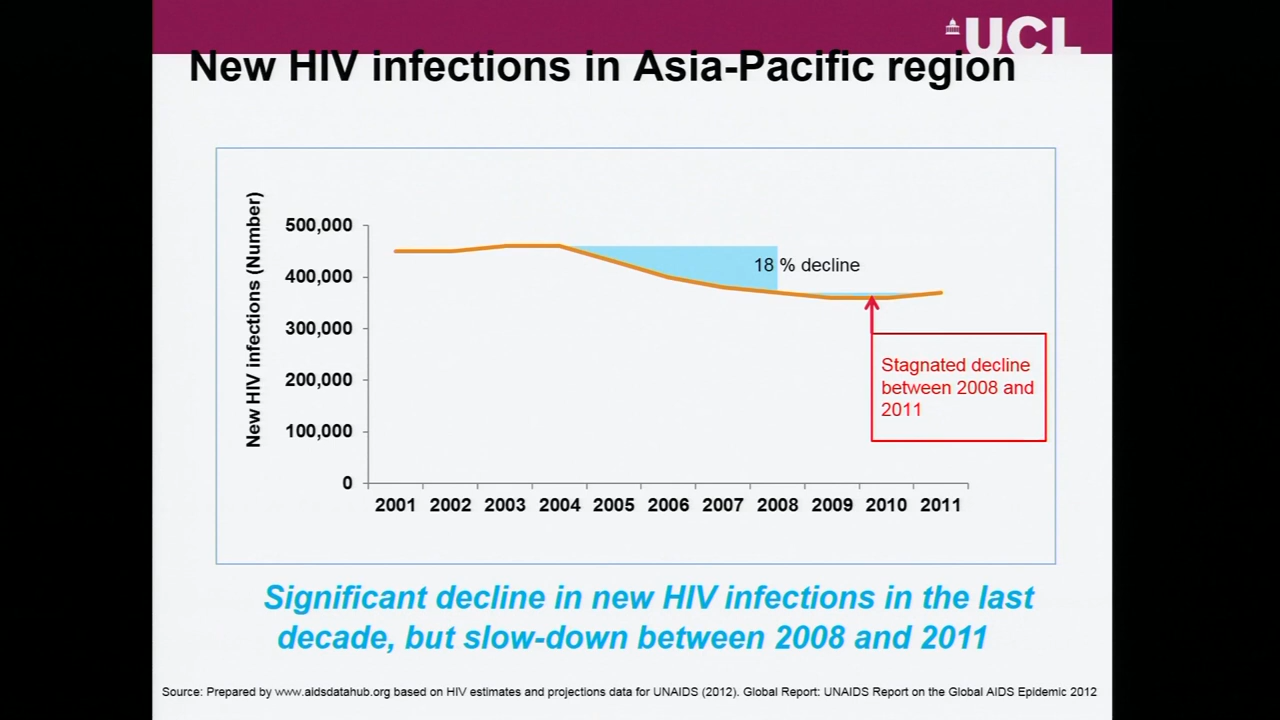 UCL
New HIV infections in Asia-Pacific region
New HIV infections (Number)
500,000
400,000
300,000
200,000
100,000
0
18 % decline
Stagnated decline
between 2008 and
2011
2001 2002 2003 2004 2005 2006 2007 2008 2009 2010 2011
Significant decline in new HIV infections in the last
decade, but slow-down between 2008 and 2011
Source: Prepared by www.aidsdatahub.org based on HIV estimates and projections data for UNAIDS (2012). Global Report: UNAIDS Report on the Global AIDS Epidemic 2012